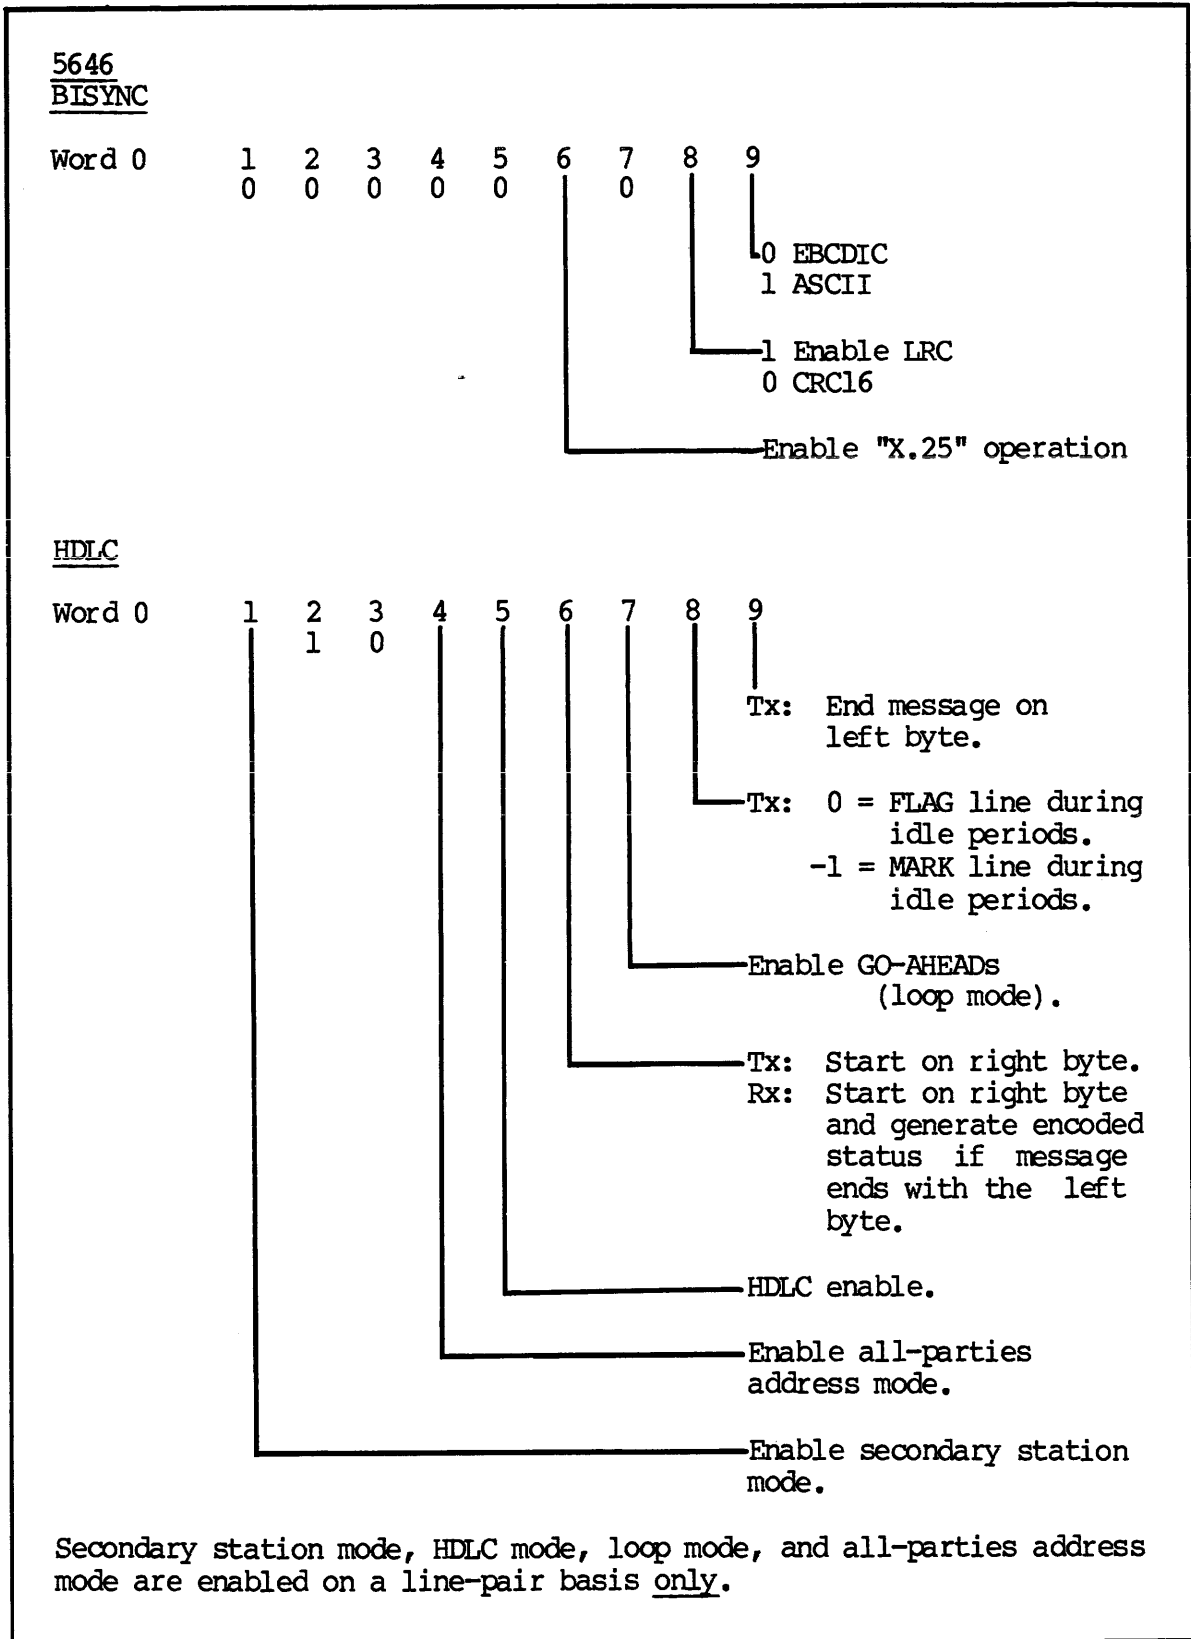 5646
BISYNC
Word 0 1 2 3 4 5 6 7 8 9
0 0 0 0 0 0
0 EBCDIC
1 ASCII
1 Enable LRC
0 CRC16
Enable "X.25" operation
HDLC
Word 0 1 2 3 4 5 6 7 8 9
1 0
Tx: End message on
left byte.
Tx: 0 = FLAG line during
idle periods.
-1 = MARK line during
idle periods.
Enable GO-AHEADs
(loop mode).
Tx: Start on right byte.
Rx: Start on right byte
and generate encoded
status if message
ends with the left
byte.
HDLC enable.
Enable all-parties
address mode.
Enable secondary station
mode.
Secondary station mode, HDLC mode, loop mode, and all-parties address
mode are enabled on a line-pair basis only.